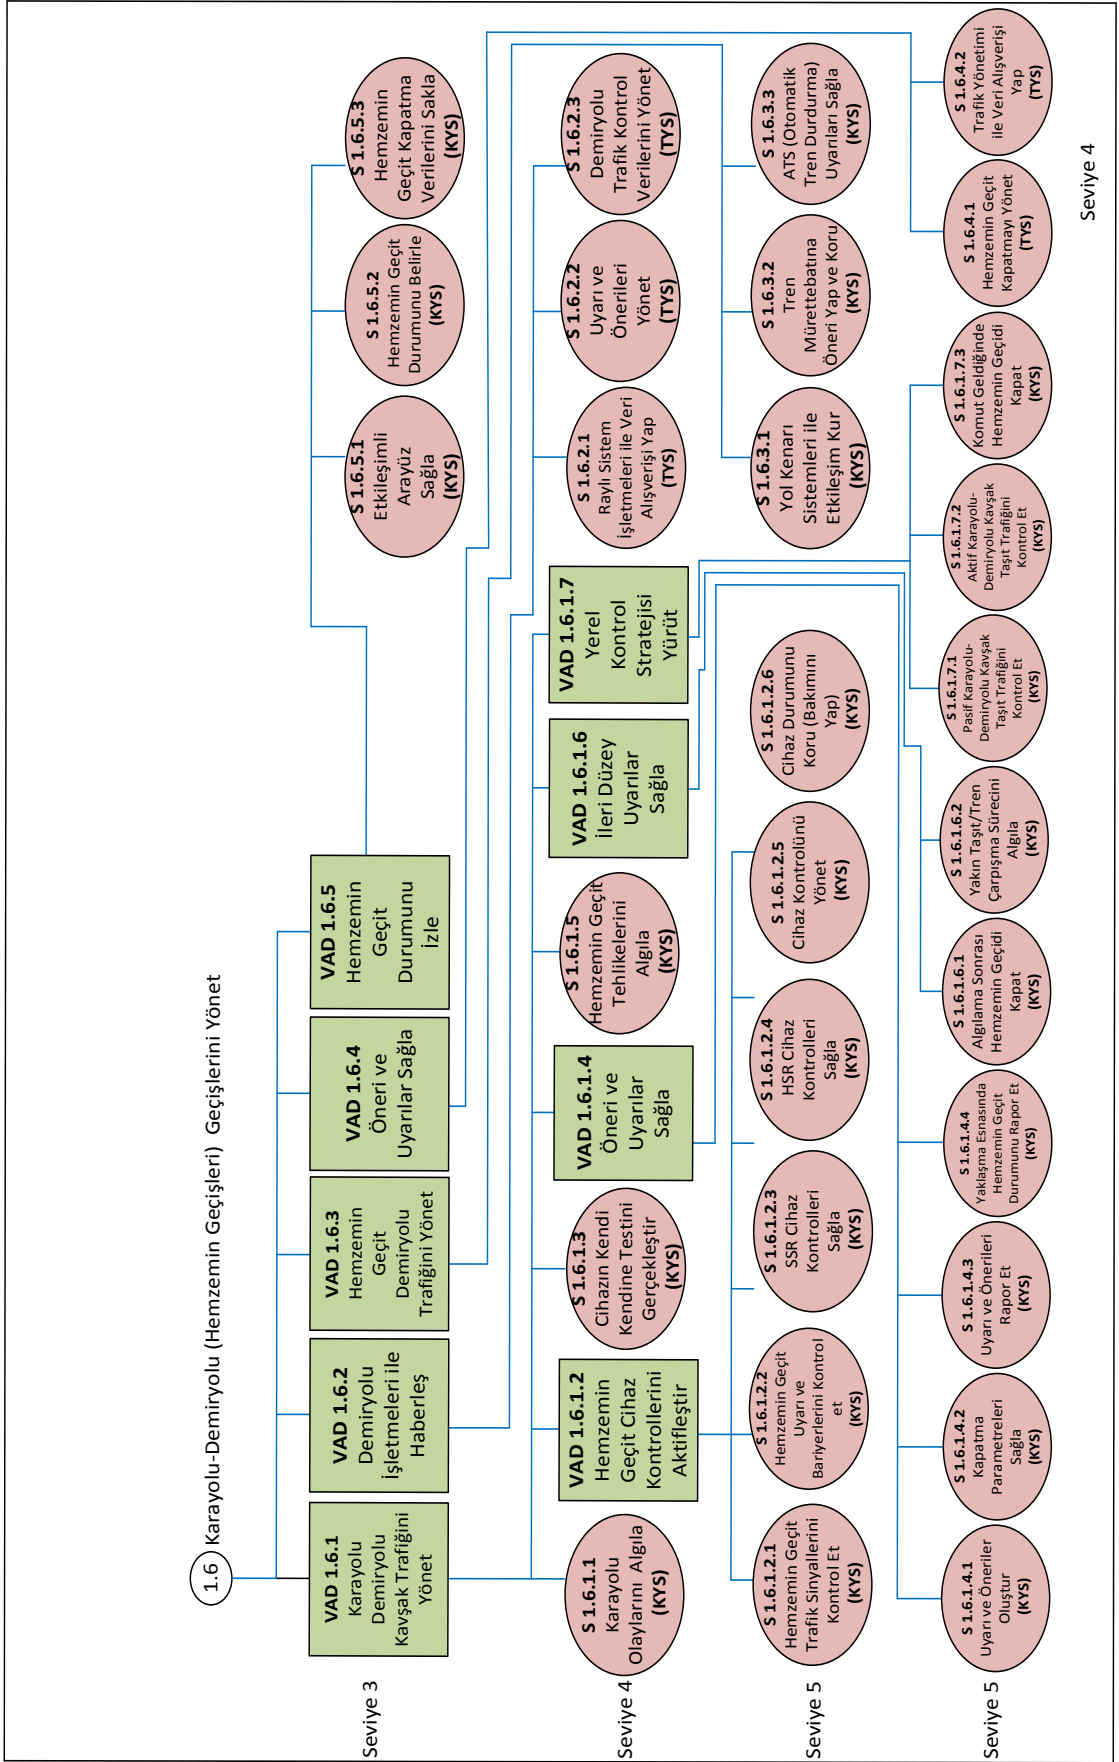 1.6 Karayolu-Demiryolu (Hemzemin Geçişleri) Geçişlerini Yönet
Seviye 3
VAD 1.6.1
Karayolu
Demiryolu
Kavşak Trafiğini
Yönet
VAD 1.6.2
Demiryolu
İşletmeleri ile
Haberleş
VAD 1.6.3
Hemzemin
Geçit
Demiryolu
Trafiğini Yönet
VAD 1.6.4
Öneri ve
Uyarılar Sağla
VAD 1.6.5
Hemzemin
Geçit
Durumunu
İzle
S 1.6.5.1
Etkileşimli
Arayüz
Sağla
(KYS)
S 1.6.5.2
Hemzemin Geçit
Durumunu Belirle
(KYS)
S 1.6.5.3
Hemzemin
Geçit Kapatma
Verilerini Sakla
(KYS)
Seviye 4
S 1.6.1.1
Karayolu
Olaylarını Algıla
(KYS)
VAD 1.6.1.2
Hemzemin
Geçit Cihaz
Kontrollerini
Aktifleştir
S 1.6.1.3
Cihazın Kendi
Kendine Testini
Gerçekleştir
(KYS)
VAD 1.6.1.4
Öneri ve
Uyarılar
Sağla
S 1.6.1.5
Hemzemin Geçit
Tehlikelerini
Algıla
(KYS)
VAD 1.6.1.6
İleri Düzey
Uyarılar
Sağla
VAD 1.6.1.7
Yerel
Kontrol
Stratejisi
Yürüt
S 1.6.2.1
Raylı Sistem
İşletmeleri ile Veri
Alışverişi Yap
(TYS)
S 1.6.2.2
Uyarı ve
Önerileri
Yönet
(TYS)
S 1.6.2.3
Demiryolu
Trafik Kontrol
Verilerini Yönet
(TYS)
Seviye 5
S 1.6.1.2.1
Hemzemin Geçit
Trafik Sinyallerini
Kontrol Et
(KYS)
S 1.6.1.2.2
Hemzemin Geçit
Uyarı ve
Bariyerlerini Kontrol
et
(KYS)
S 1.6.1.2.3
SSR Cihaz
Kontrolleri
Sağla
(KYS)
S 1.6.1.2.4
HSR Cihaz
Kontrolleri
Sağla
(KYS)
S 1.6.1.2.5
Cihaz Kontrolünü
Yönet
(KYS)
S 1.6.1.2.6
Cihaz Durumunu
Koru (Bakımını
Yap)
(KYS)
S 1.6.3.1
Yol Kenarı
Sistemleri ile
Etkileşim Kur
(KYS)
S 1.6.3.2
Tren
Mürettebatına
Öneri Yap ve Koru
(KYS)
S 1.6.3.3
ATS (Otomatik
Tren Durdurma)
Uyarıları Sağla
(KYS)
Seviye 5
S 1.6.1.4.1
Uyarı ve Öneriler
Oluştur
(KYS)
S 1.6.1.4.2
Kapatma
Parametreleri
Sağla
(KYS)
S 1.6.1.4.3
Uyarı ve Önerileri
Rapor Et
(KYS)
S 1.6.1.4.4
Yaklaşma Esnasında
Hemzemin Geçit
Durumunu Rapor Et
(KYS)
S 1.6.1.6.1
Algılama Sonrası
Hemzemin Geçidi
Kapat
(KYS)
S 1.6.1.6.2
Yakın Taşıt/Tren
Çarpışma Sürecini
Algıla
(KYS)
S 1.6.1.7.1
Pasif Karayolu-
Demiryolu Kavşak
Taşıt Trafiğini
Kontrol Et
(KYS)
S 1.6.1.7.2
Aktif Karayolu-
Demiryolu Kavşak
Taşıt Trafiğini
Kontrol Et
(KYS)
S 1.6.1.7.3
Komut Geldiğinde
Hemzemin Geçidi
Kapat
(KYS)
S 1.6.4.1
Hemzemin Geçit
Kapatmayı Yönet
(TYS)
S 1.6.4.2
Trafik Yönetimi
ile Veri Alışverişi
Yap
(TYS)
Seviye 4